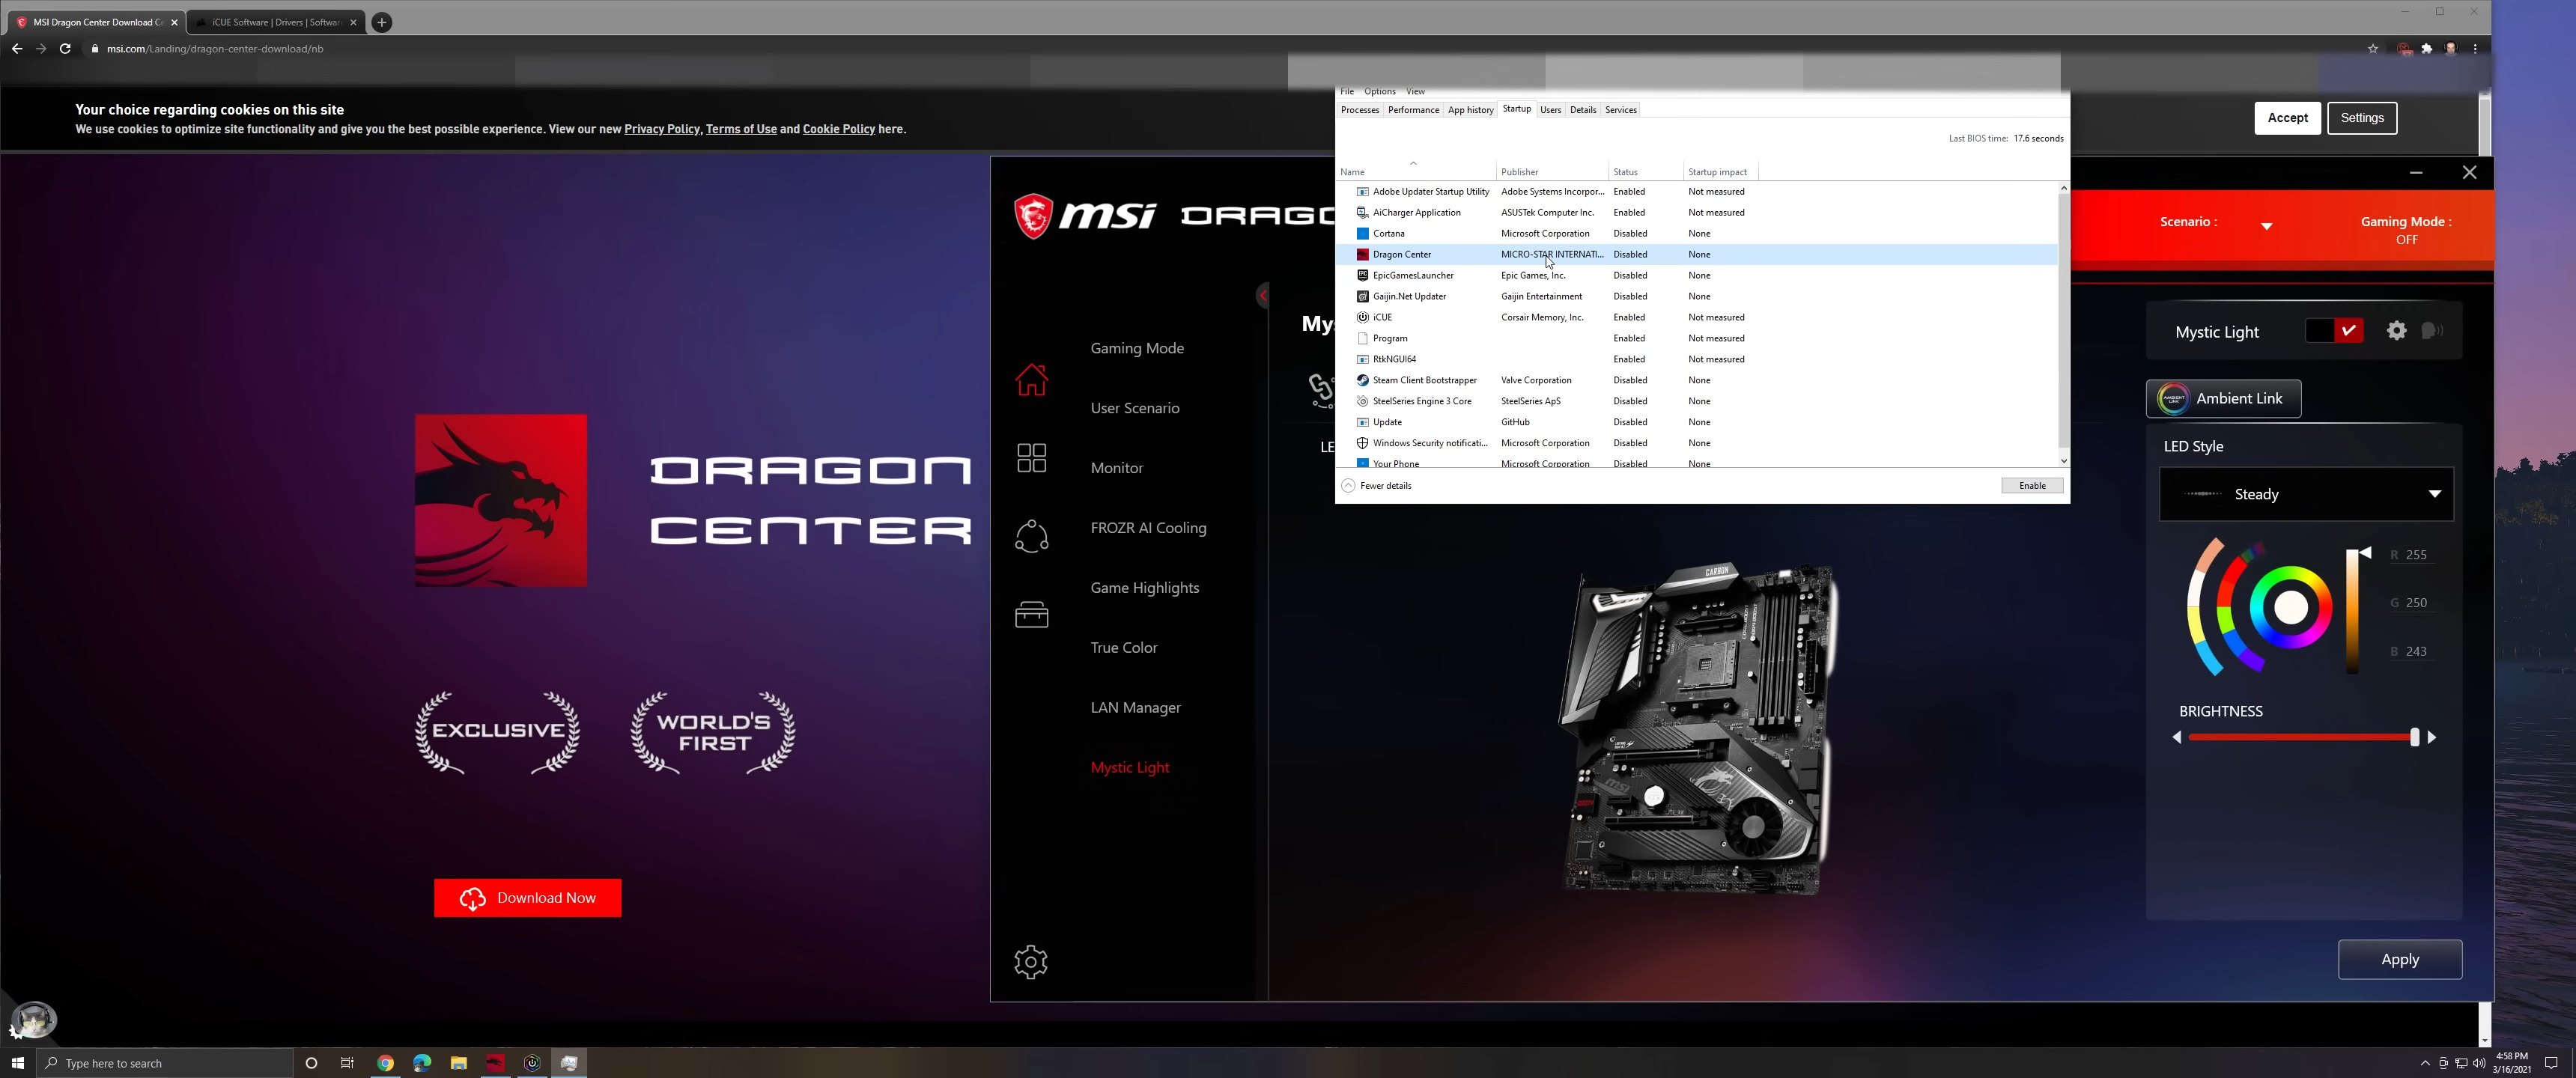 MSI Dragon Center Download Ce
iCUE Software | Drivers | Softwar
msi.com/Landing/dragon-center-download/nb
Your choice regarding cookies on this site
We use cookies to optimize site functionality and give you the best possible experience. View our new Privacy Policy, Terms of Use and Cookie Policy here.
Accept
Settings
DRAGON
CENTER
EXCLUSIVE
WORLD'S
FIRST
Download Now
msi DRAGO
Gaming Mode
User Scenario
Monitor
FROZR AI Cooling
Game Highlights
True Color
LAN Manager
Mystic Light
Mys
LE
File Options View
Processes Performance App history Startup Users Details Services
Last BIOS time: 17.6 seconds
Name Publisher Status Startup impact
Adobe Updater Startup Utility Adobe Systems Incorpor... Enabled Not measured
AiCharger Application ASUSTek Computer Inc. Enabled Not measured
Cortana Microsoft Corporation Disabled None
Dragon Center MICRO-STAR INTERNATI... Disabled None
EpicGamesLauncher Epic Games, Inc. Disabled None
Gaijin.Net Updater Gaijin Entertainment Disabled None
iCUE Corsair Memory, Inc. Enabled Not measured
Program Enabled Not measured
RtkNGUI64 Enabled Not measured
Steam Client Bootstrapper Valve Corporation Disabled None
SteelSeries Engine 3 Core SteelSeries ApS Disabled None
Update GitHub Disabled None
Windows Security notificati... Microsoft Corporation Disabled None
Your Phone Microsoft Corporation Disabled None
Fewer details
Enable
CARBON
Scenario :
Gaming Mode :
OFF
Mystic Light
Ambient Link
LED Style
Steady
R 255
G 250
B 243
BRIGHTNESS
Apply
Type here to search
4:58 PM
3/16/2021